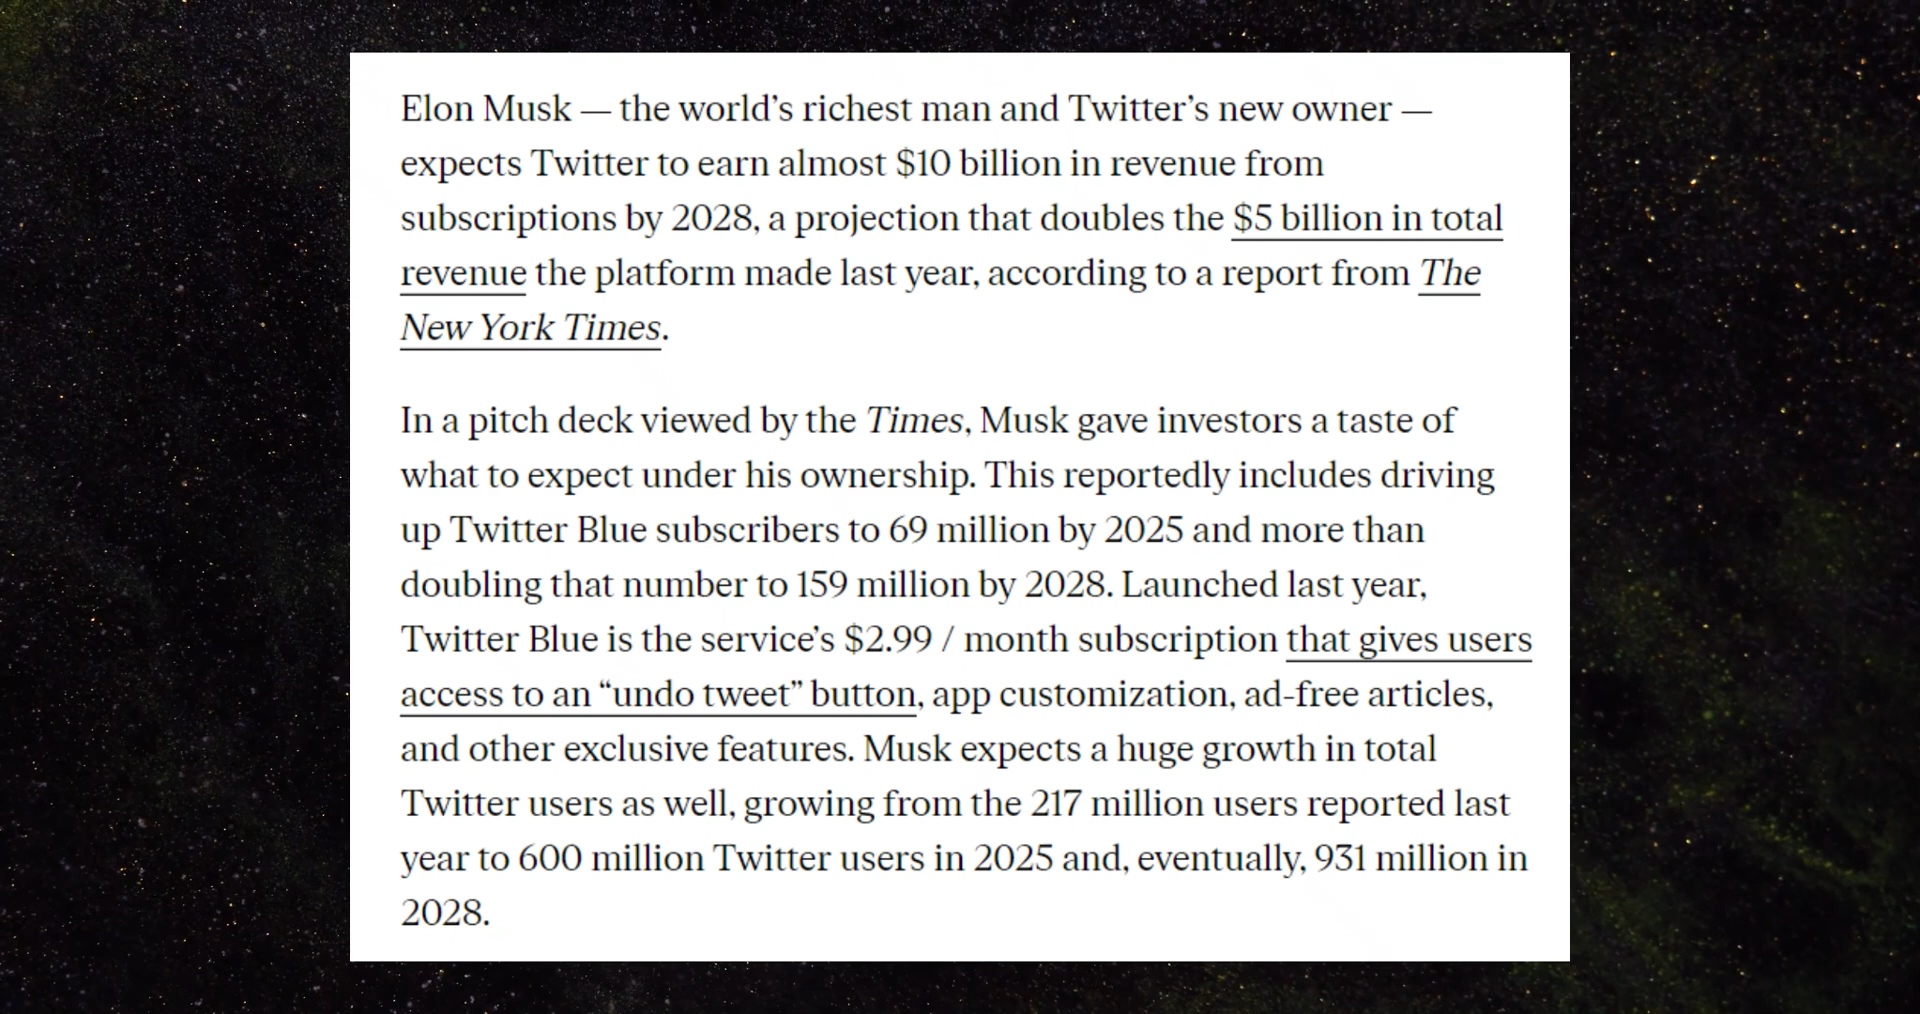 Elon Musk — the world’s richest man and Twitter’s new owner —
expects Twitter to earn almost $10 billion in revenue from
subscriptions by 2028, a projection that doubles the $5 billion in total
revenue the platform made last year, according to a report from The
New York Times.
In a pitch deck viewed by the Times, Musk gave investors a taste of
what to expect under his ownership. This reportedly includes driving
up Twitter Blue subscribers to 69 million by 2025 and more than
doubling that number to 159 million by 2028. Launched last year,
Twitter Blue is the service’s $2.99 / month subscription that gives users
access to an “undo tweet” button, app customization, ad-free articles,
and other exclusive features. Musk expects a huge growth in total
Twitter users as well, growing from the 217 million users reported last
year to 600 million Twitter users in 2025 and, eventually, 931 million in
2028.